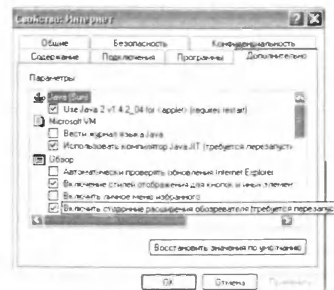 Свойства: Интернет
Общие Безопасность Конфиденциальность
Содержание Подключения Программы Дополнительно
Параметры
Java (Sun)
Use Java 2 v1.4.2_04 for <applet> (requires restart)
Microsoft VM
Вести журнал языка Java
Использовать компилятор Java JIT (требуется перезапуск
Обзор
Автоматически проверять обновления Internet Explorer
Включение стилей отображения для кнопок и иных элемен
Включить личное меню избранного
Включить сторонние расширения обозревателя (требуется перезапус
Восстановить значения по умолчанию
OK Отмена Применить